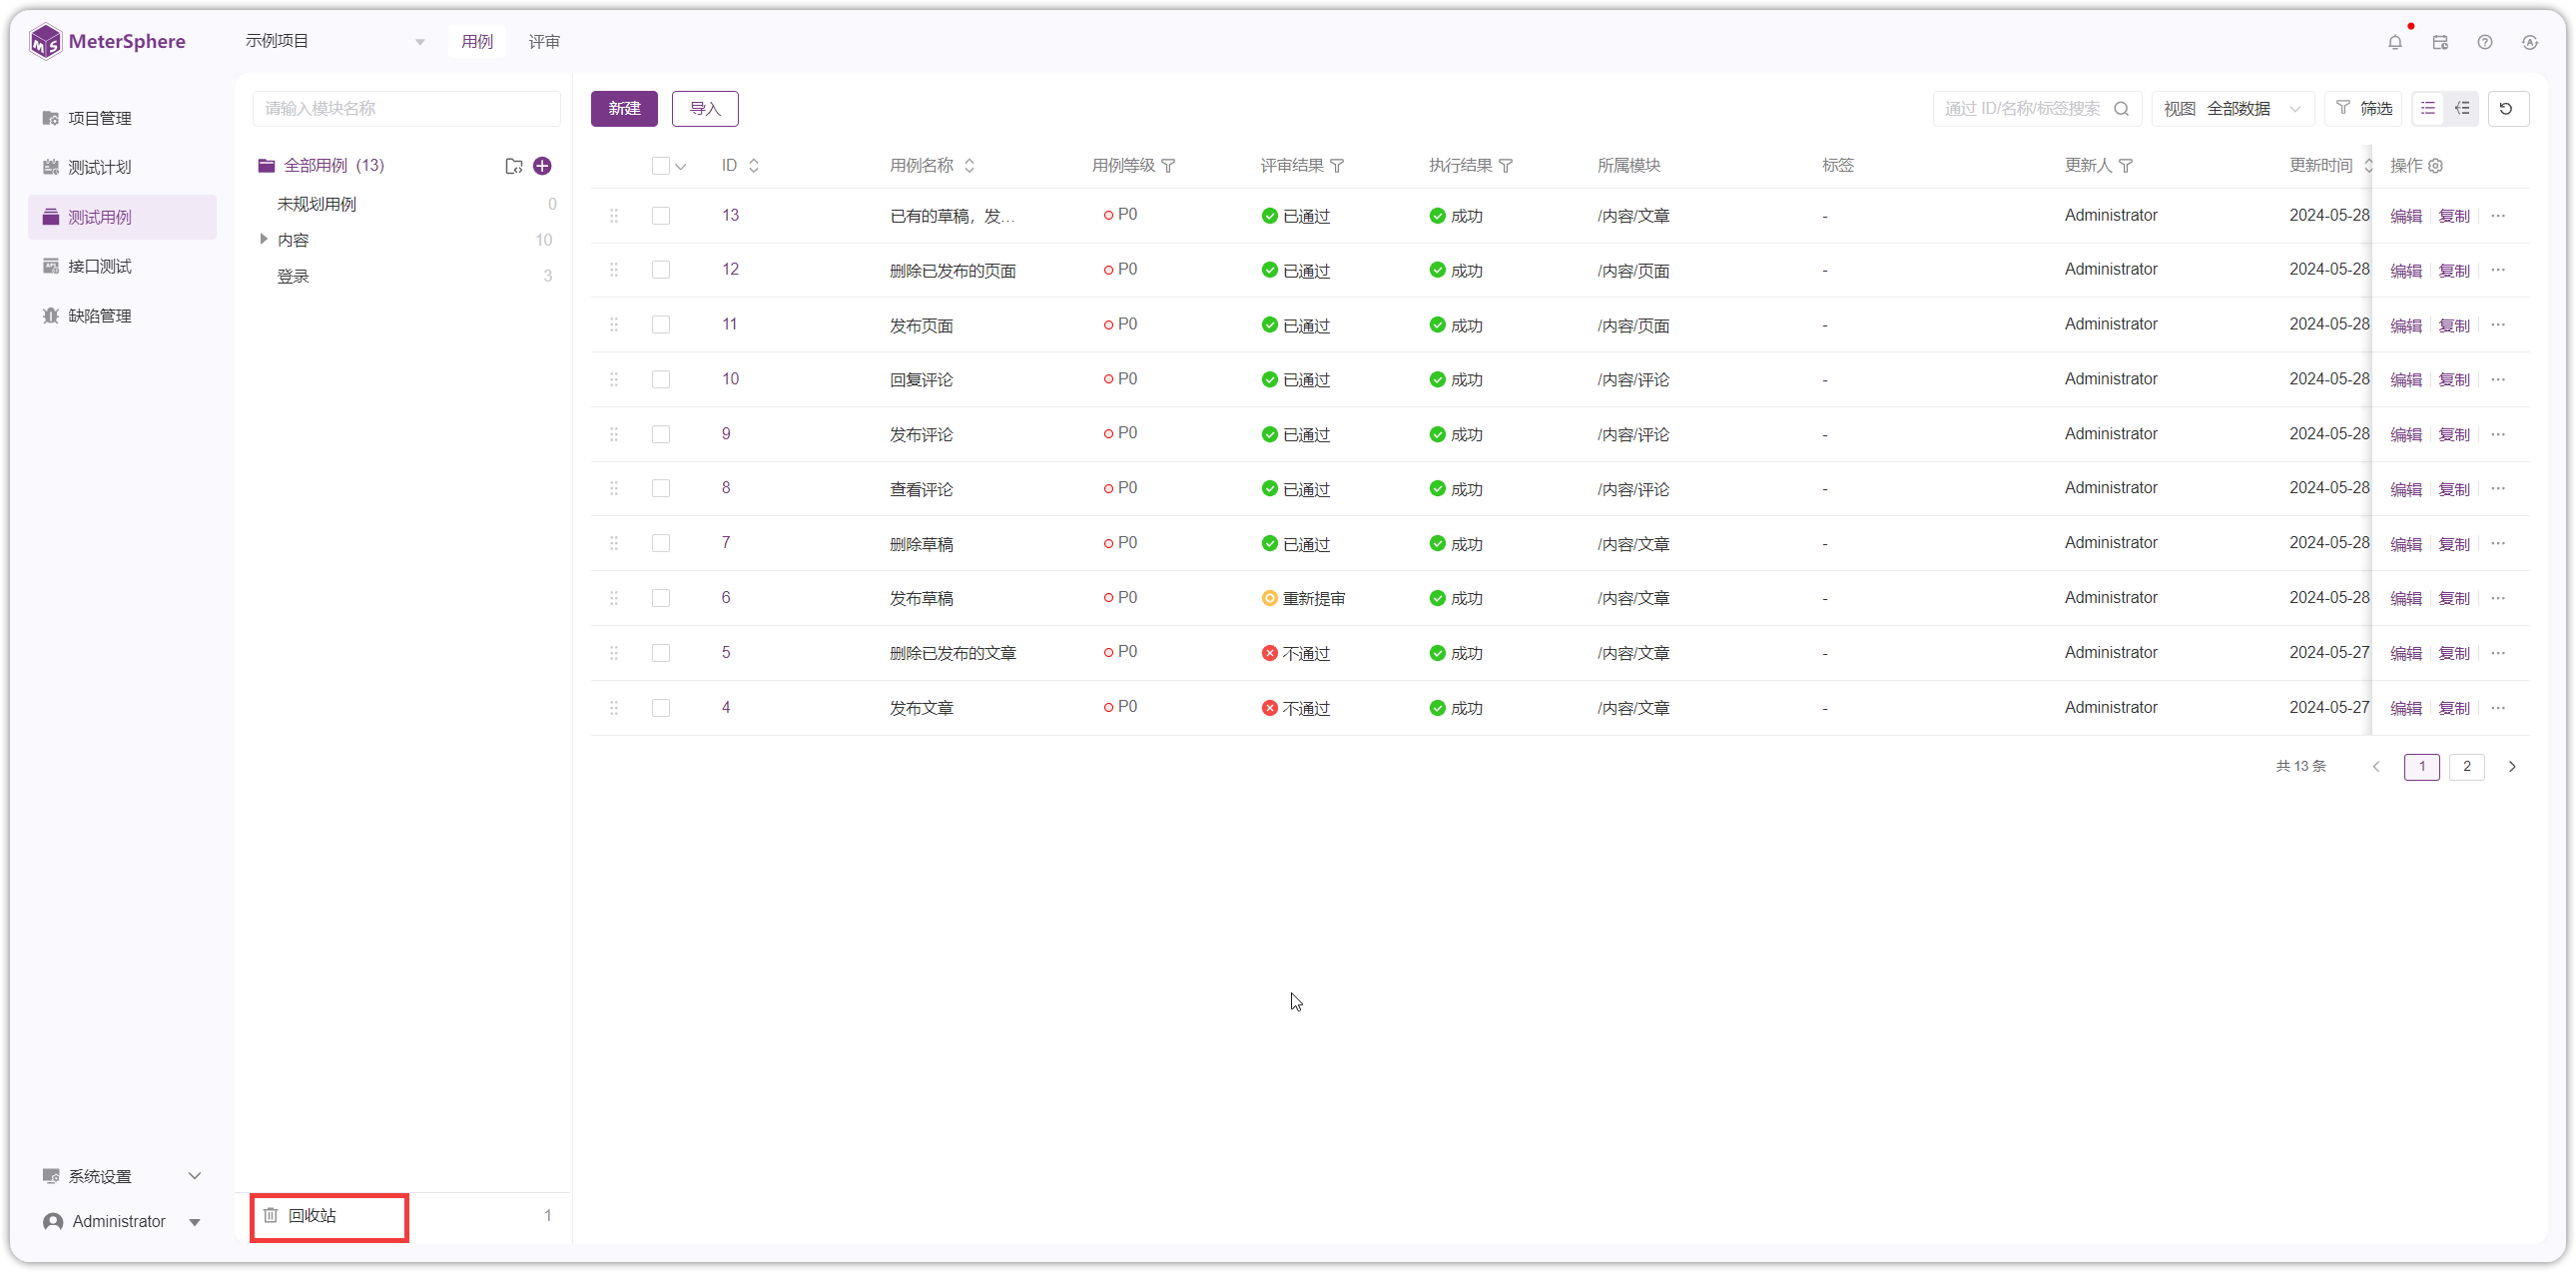 MeterSphere 示例项目 用例 评审
项目管理
测试计划
测试用例
接口测试
缺陷管理
系统设置
Administrator
请输入模块名称
全部用例 (13)
未规划用例 0
内容 10
登录 3
回收站 1
新建 导入 通过 ID/名称/标签搜索 视图 全部数据 筛选
ID 用例名称 用例等级 评审结果 执行结果 所属模块 标签 更新人 更新时间 操作
13 已有的草稿，发... P0 已通过 成功 /内容/文章 - Administrator 2024-05-28 编辑 复制 ...
12 删除已发布的页面 P0 已通过 成功 /内容/页面 - Administrator 2024-05-28 编辑 复制 ...
11 发布页面 P0 已通过 成功 /内容/页面 - Administrator 2024-05-28 编辑 复制 ...
10 回复评论 P0 已通过 成功 /内容/评论 - Administrator 2024-05-28 编辑 复制 ...
9 发布评论 P0 已通过 成功 /内容/评论 - Administrator 2024-05-28 编辑 复制 ...
8 查看评论 P0 已通过 成功 /内容/评论 - Administrator 2024-05-28 编辑 复制 ...
7 删除草稿 P0 已通过 成功 /内容/文章 - Administrator 2024-05-28 编辑 复制 ...
6 发布草稿 P0 重新提审 成功 /内容/文章 - Administrator 2024-05-28 编辑 复制 ...
5 删除已发布的文章 P0 不通过 成功 /内容/文章 - Administrator 2024-05-27 编辑 复制 ...
4 发布文章 P0 不通过 成功 /内容/文章 - Administrator 2024-05-27 编辑 复制 ...
共 13 条 1 2